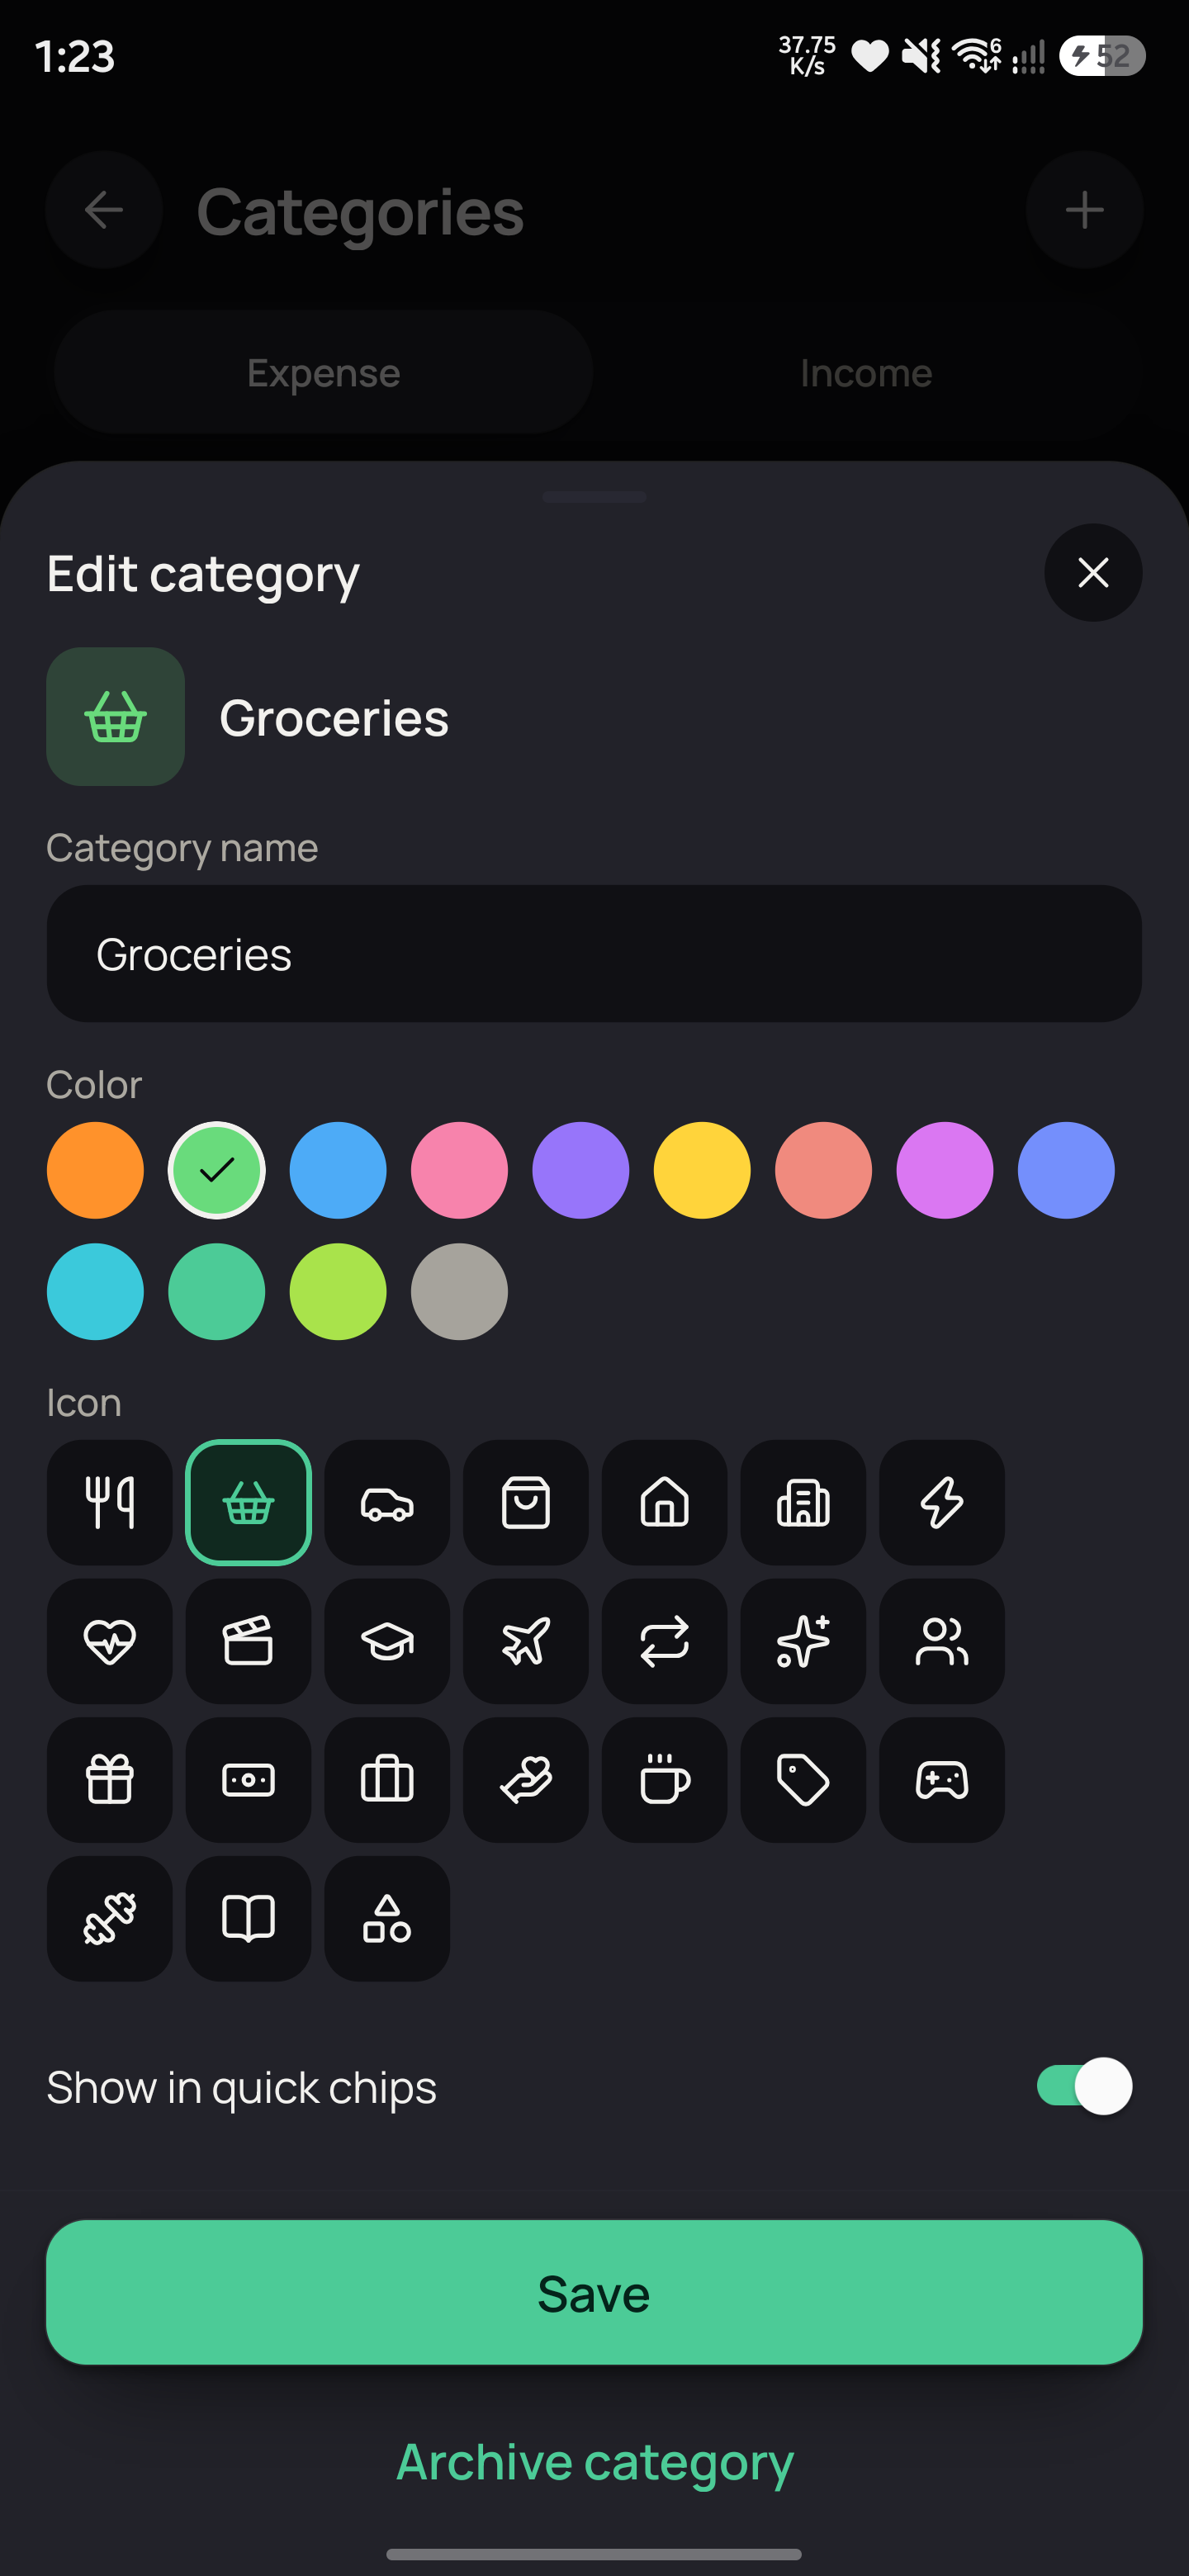 1:23
37.75
K/s
6
52
Categories
Expense
Income
Edit category
Groceries
Category name
Groceries
Color
Icon
Show in quick chips
Save
Archive category